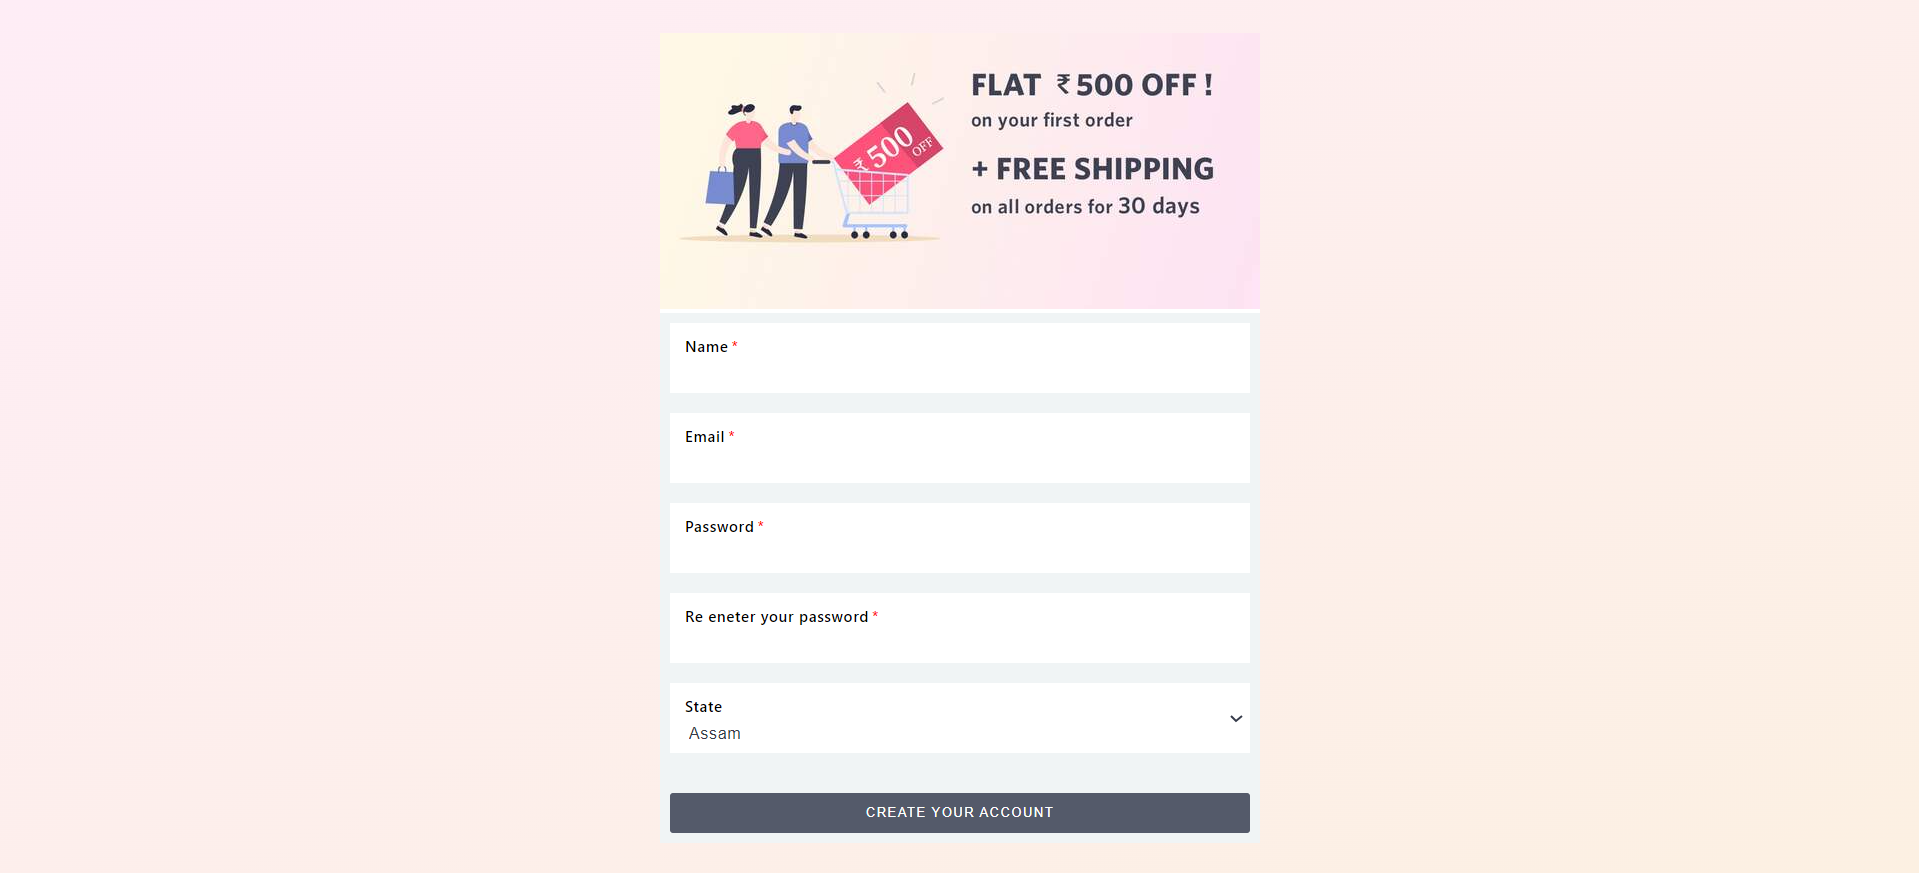 FLAT ₹ 500 OFF !
on your first order
+ FREE SHIPPING
on all orders for 30 days
₹ 500 OFF
Name *
Email *
Password *
Re eneter your password *
State
Assam
CREATE YOUR ACCOUNT